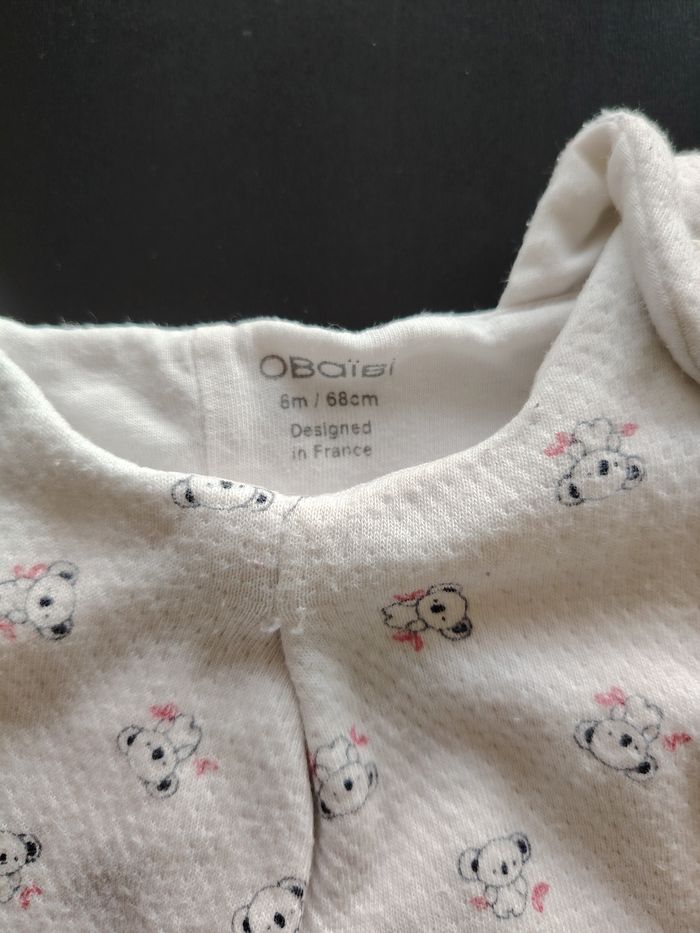 OBaïBi
6m / 68cm
Designed
in France